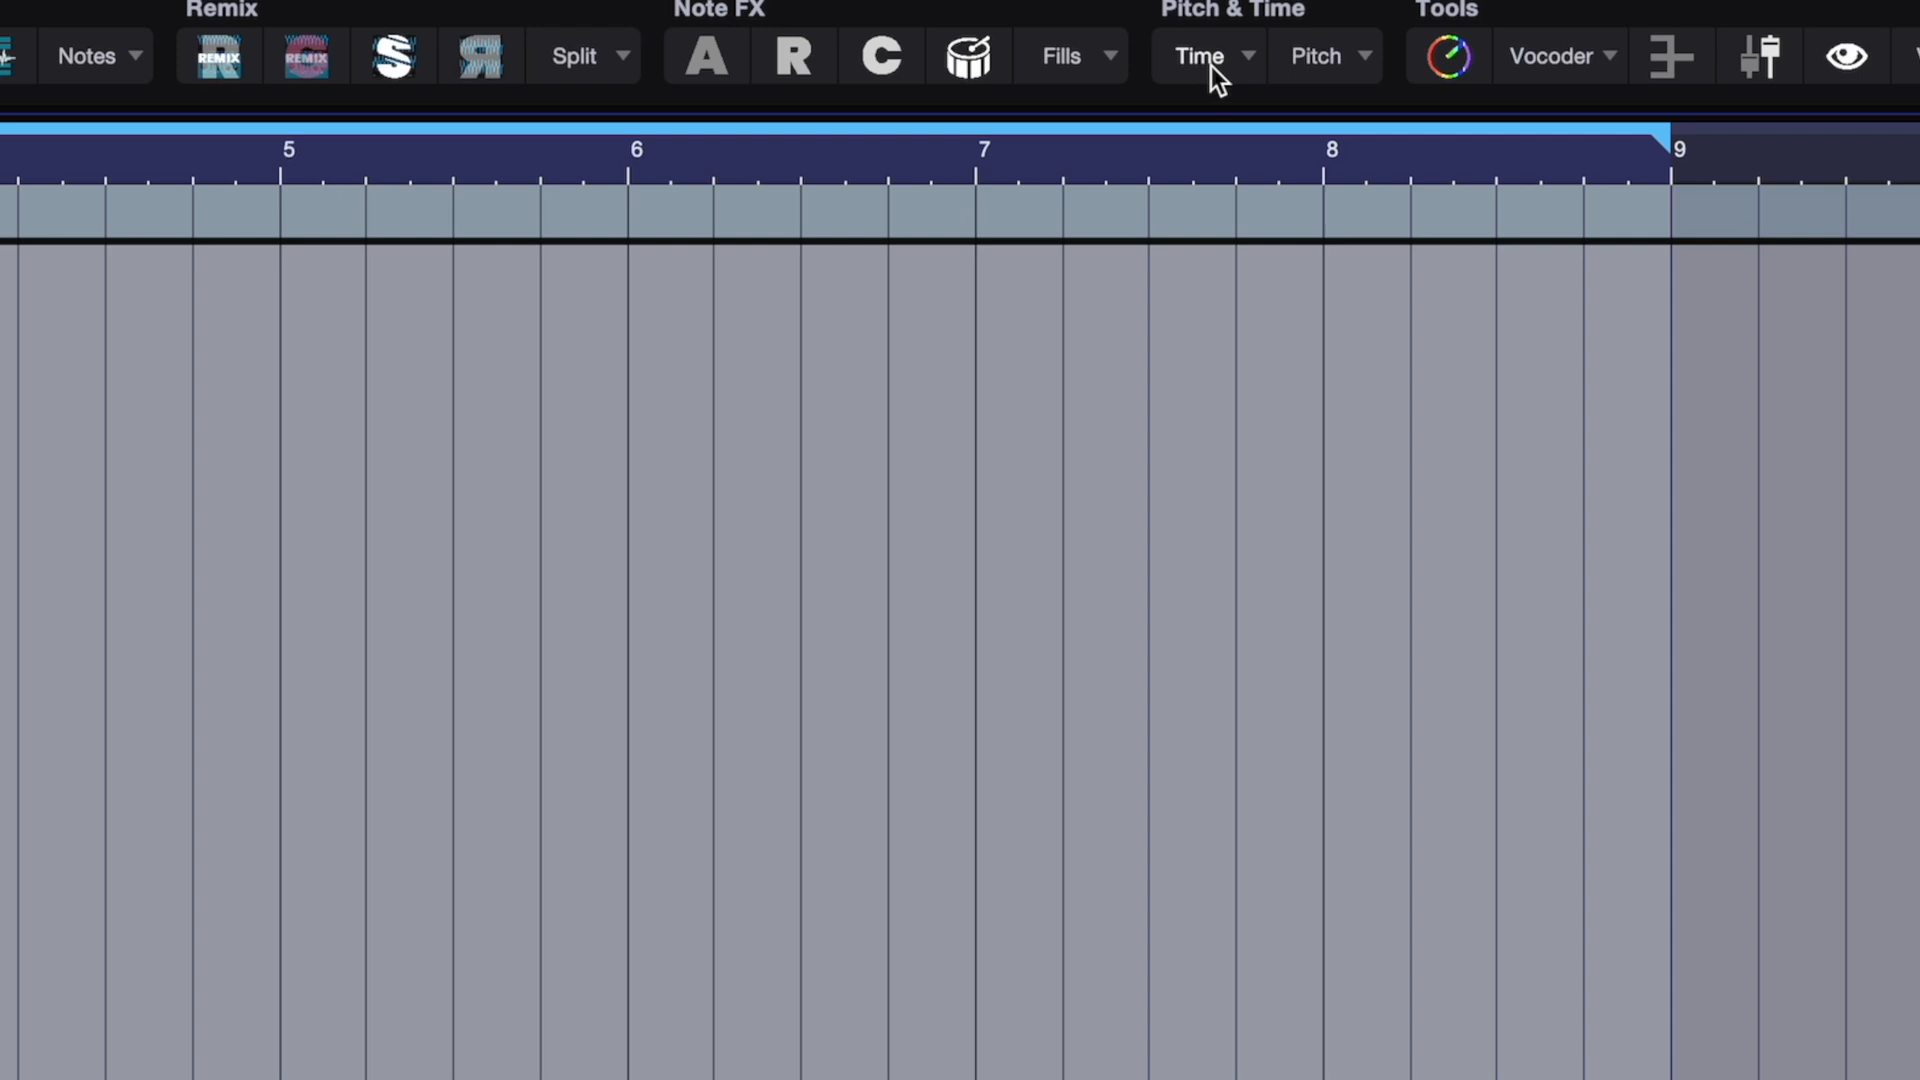 Remix Note FX Pitch & Time Tools
Notes REMIX REMIX S Split A R C Fills Time Pitch Vocoder
5 6 7 8 9